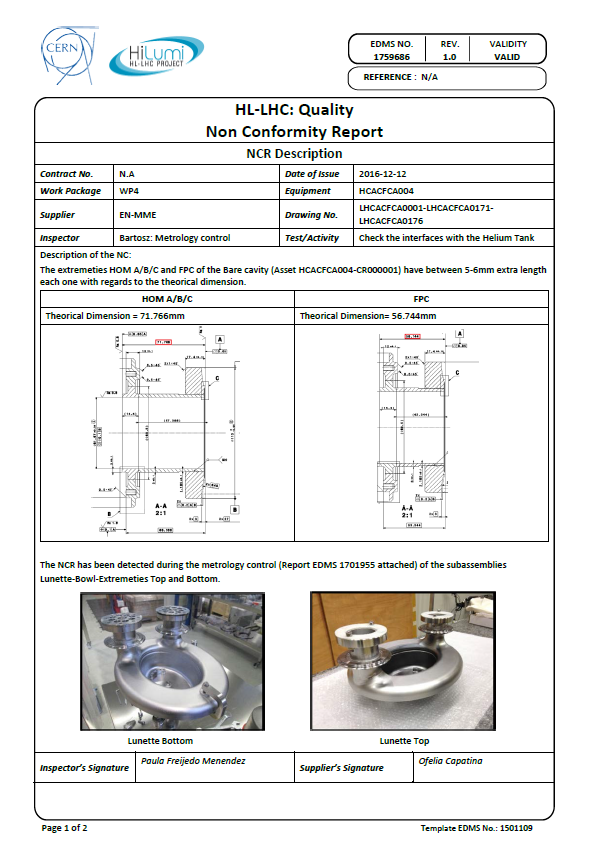 CERN
HiLumi
HL-LHC PROJECT
EDMS NO. REV. VALIDITY
1759686 1.0 VALID
REFERENCE : N/A
HL-LHC: Quality
Non Conformity Report
NCR Description
Contract No. N.A Date of Issue 2016-12-12
Work Package WP4 Equipment HCACFCA004
Supplier EN-MME Drawing No. LHCACFCA0001-LHCACFCA0171-
LHCACFCA0176
Inspector Bartosz: Metrology control Test/Activity Check the interfaces with the Helium Tank
Description of the NC:
The extremeties HOM A/B/C and FPC of the Bare cavity (Asset HCACFCA004-CR000001) have between 5-6mm extra length
each one with regards to the theorical dimension.
HOM A/B/C FPC
Theorical Dimension = 71.766mm Theorical Dimension= 56.744mm
A A
C C
B B
A-A A-A
2:1 2:1
The NCR has been detected during the metrology control (Report EDMS 1701955 attached) of the subassemblies
Lunette-Bowl-Extremeties Top and Bottom.
Lunette Bottom Lunette Top
Inspector's Signature Paula Freijedo Menendez Supplier's Signature Ofelia Capatina
Page 1 of 2 Template EDMS No.: 1501109